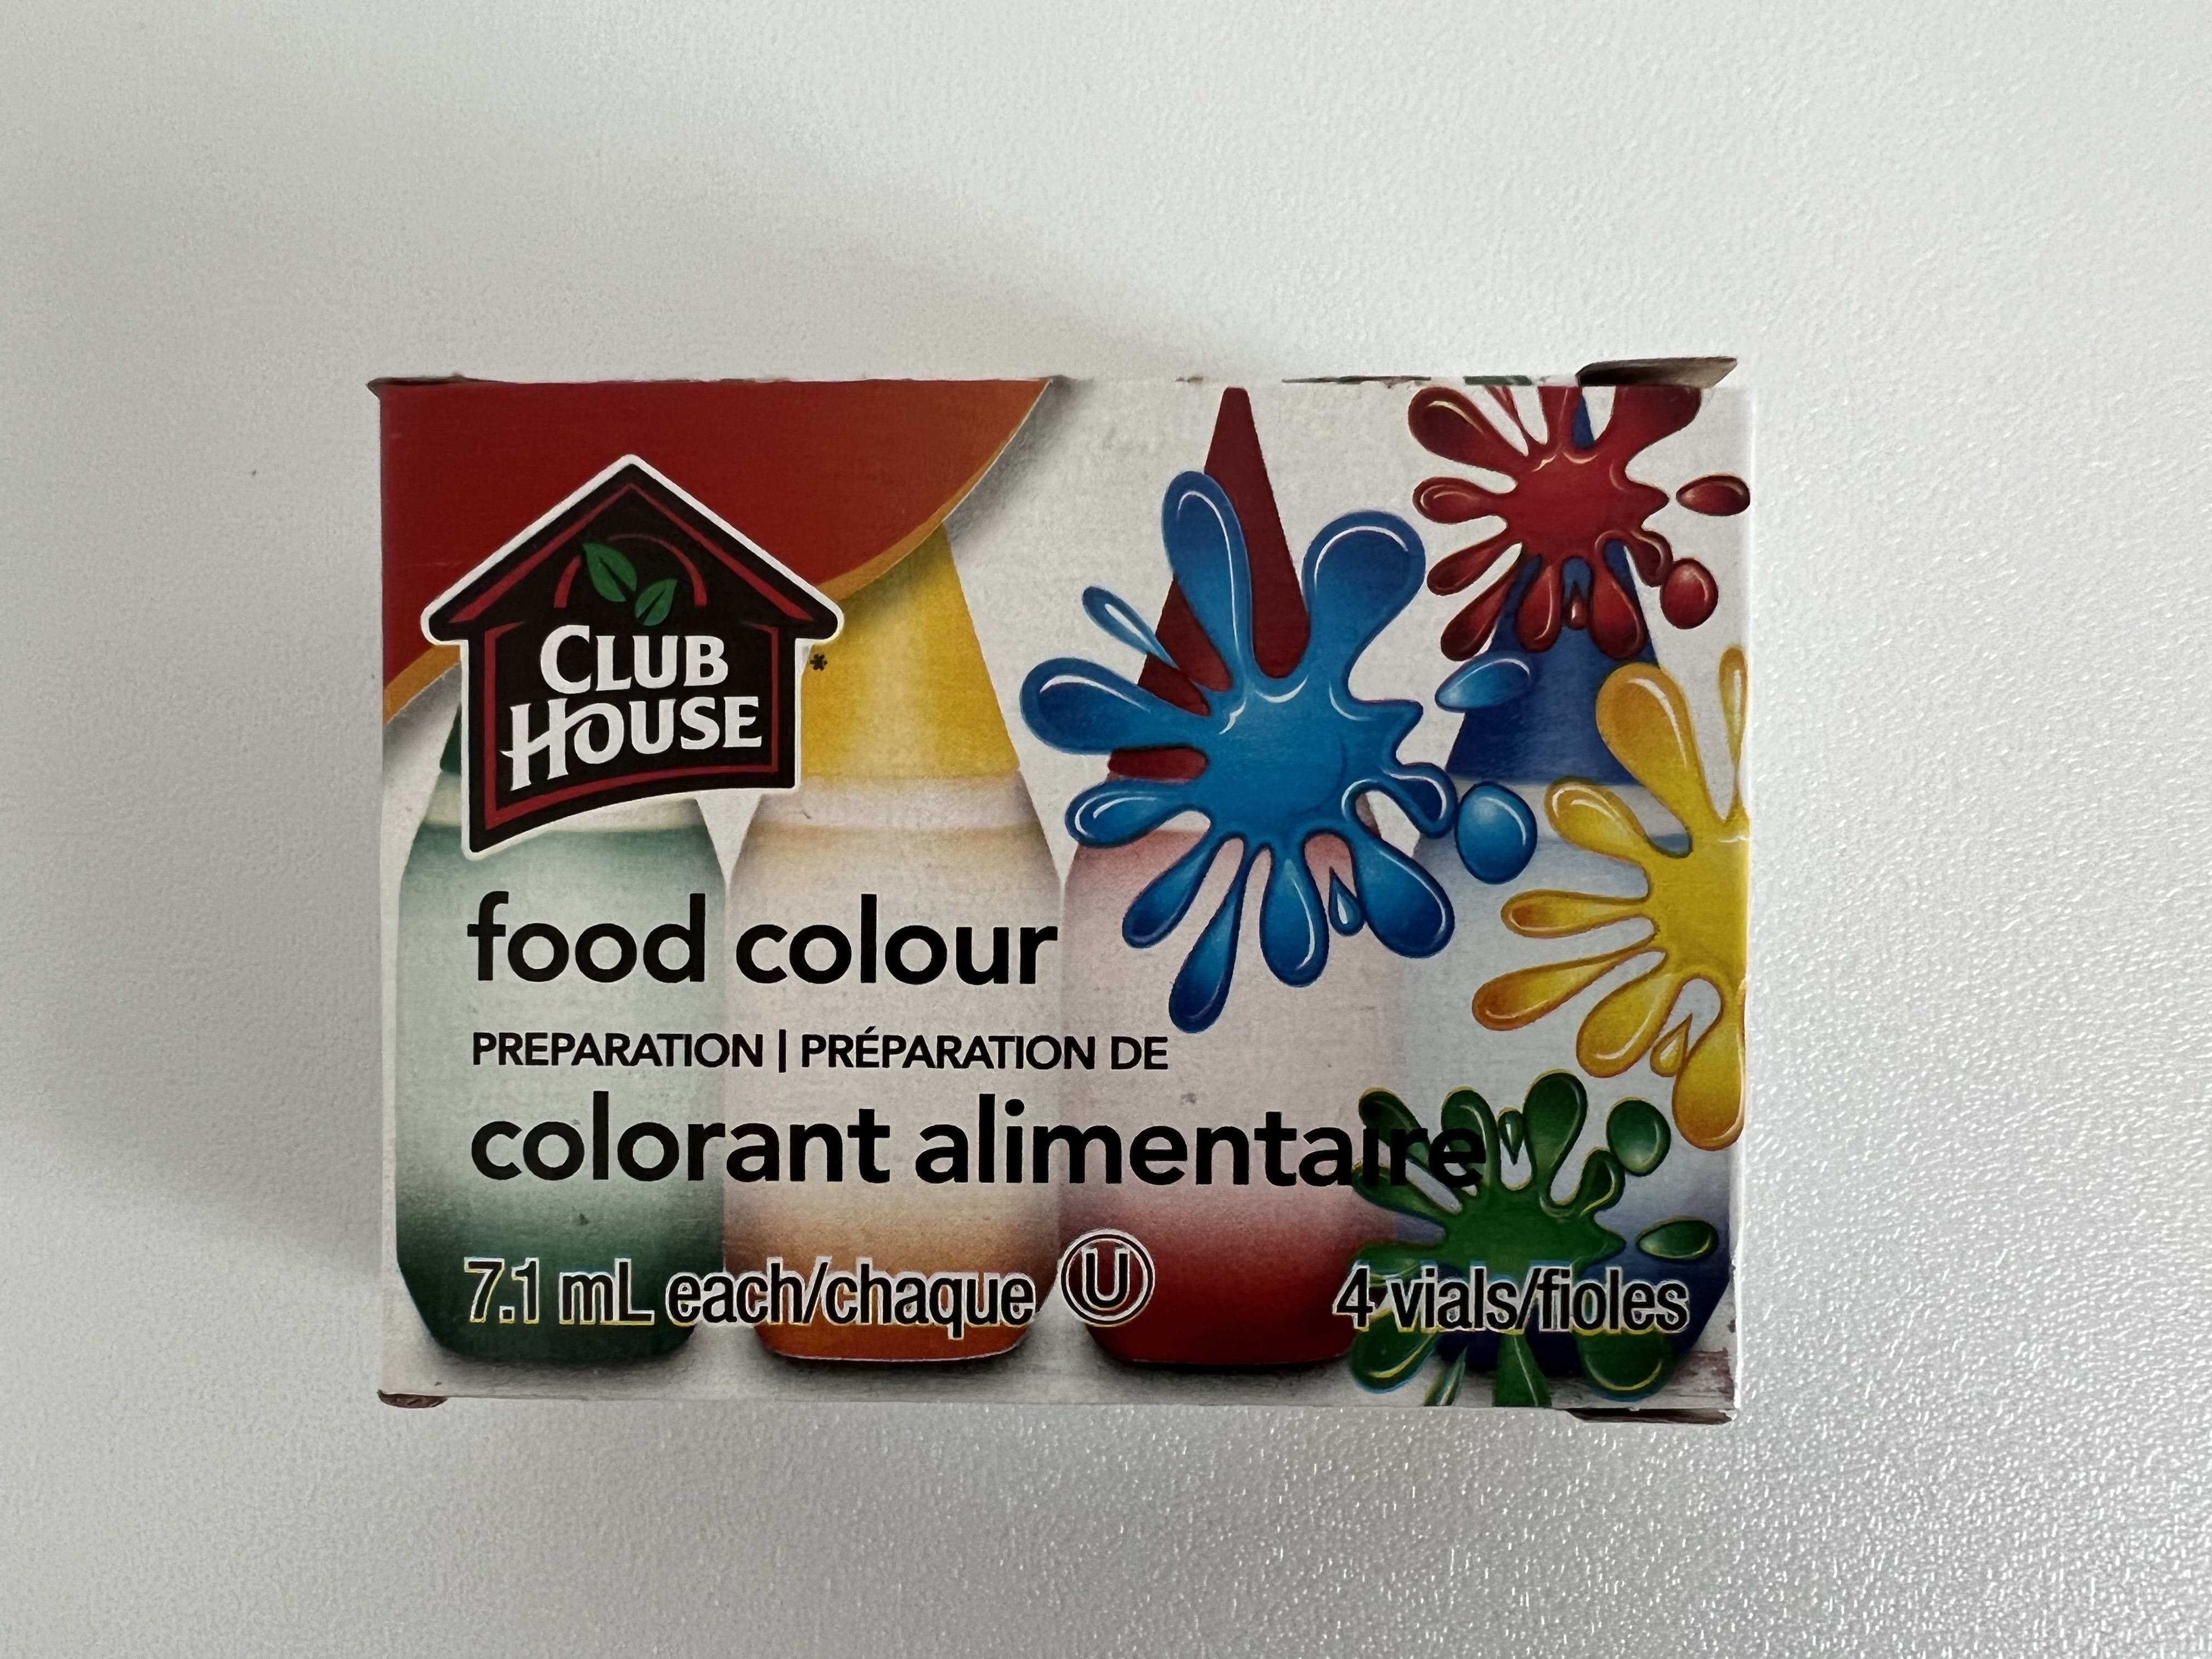 CLUB
HOUSE*
food colour
PREPARATION | PRÉPARATION DE
colorant alimentaire
7.1 mL each/chaque U 4 vials/fioles